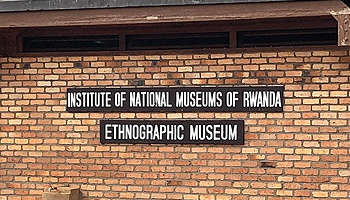 INSTITUTE OF NATIONAL MUSEUMS OF RWANDA
ETHNOGRAPHIC MUSEUM